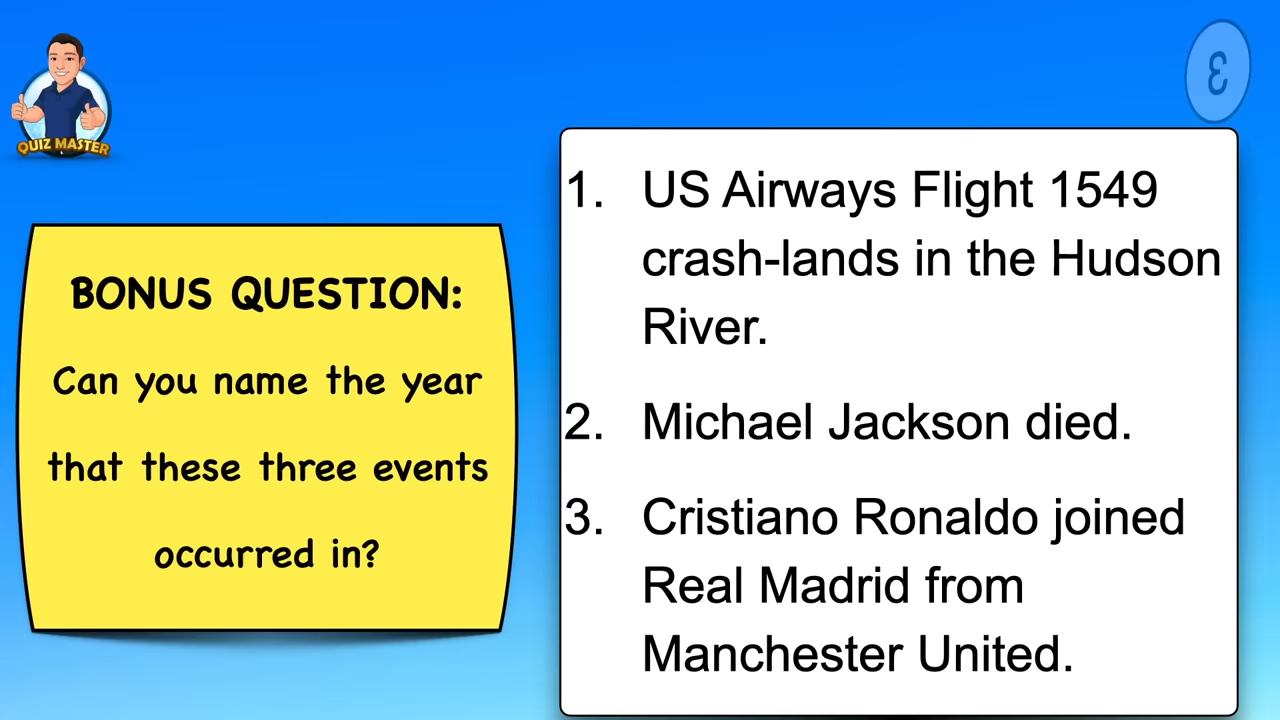 QUIZ MASTER
3
BONUS QUESTION:
Can you name the year
that these three events
occurred in?
1. US Airways Flight 1549
crash-lands in the Hudson
River.
2. Michael Jackson died.
3. Cristiano Ronaldo joined
Real Madrid from
Manchester United.